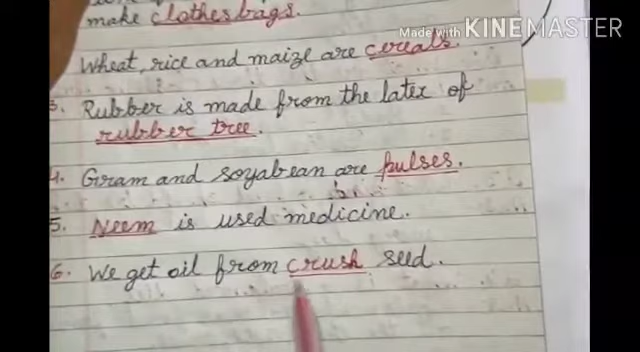 make clothes bags.
Made with KINEMASTER
Wheat, rice and maize are cereals.
3. Rubber is made from the latex of
rubber tree.
4. Gram and soyabean are pulses.
5. Neem is used medicine.
6. We get oil from crush seed.